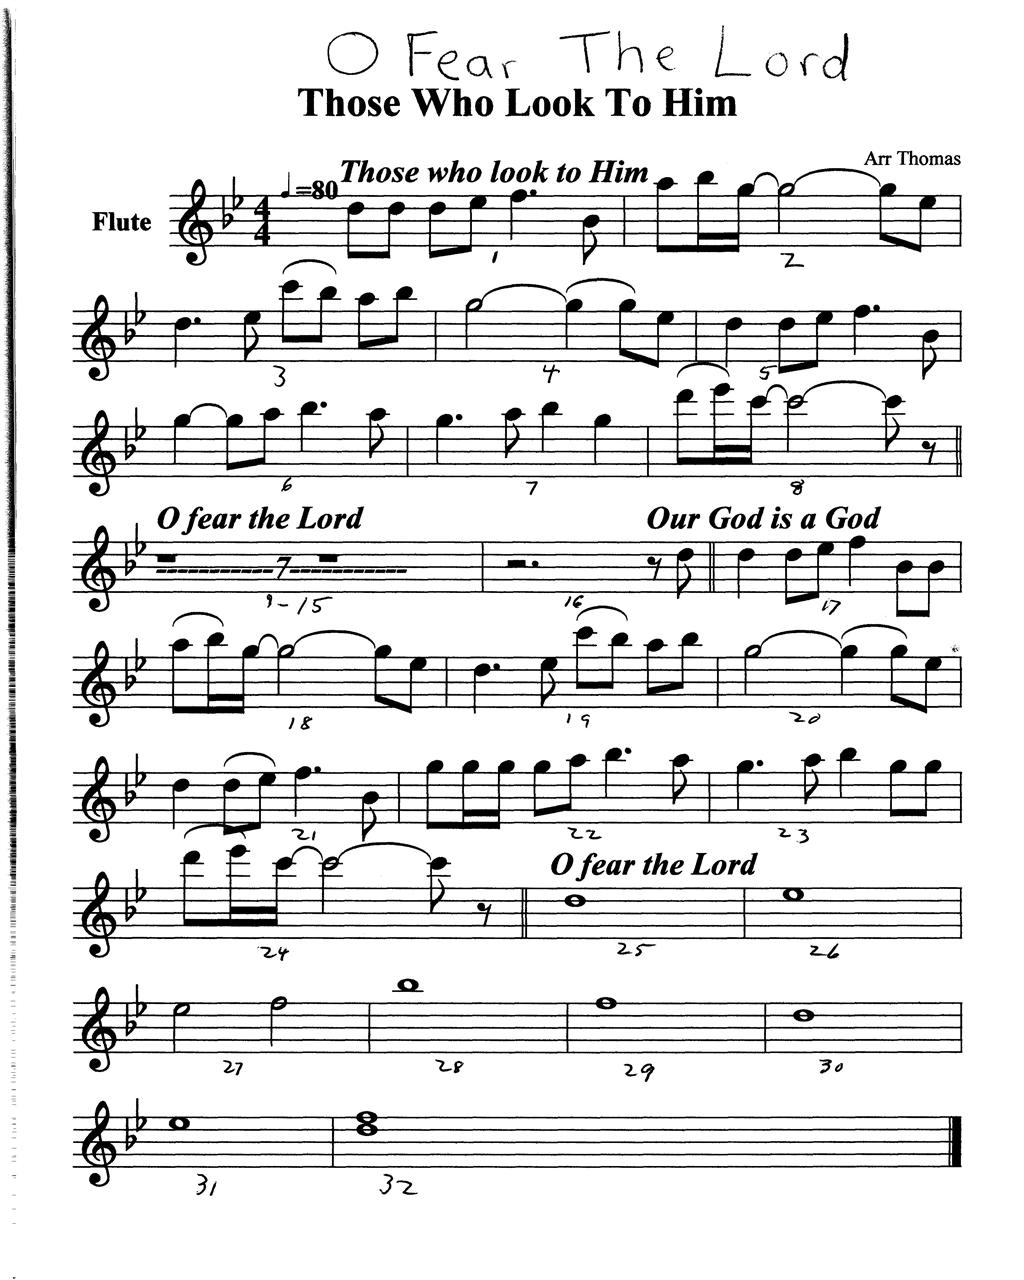 O Fear The Lord
Those Who Look To Him
Arr Thomas
Those who look to Him
=80
Flute
4
4
1 2
3 4 5
6 7 8
O fear the Lord Our God is a God
7
9-15 16 17
18 19 20
21 22 23
O fear the Lord
24 25 26
27 28 29 30
31 32